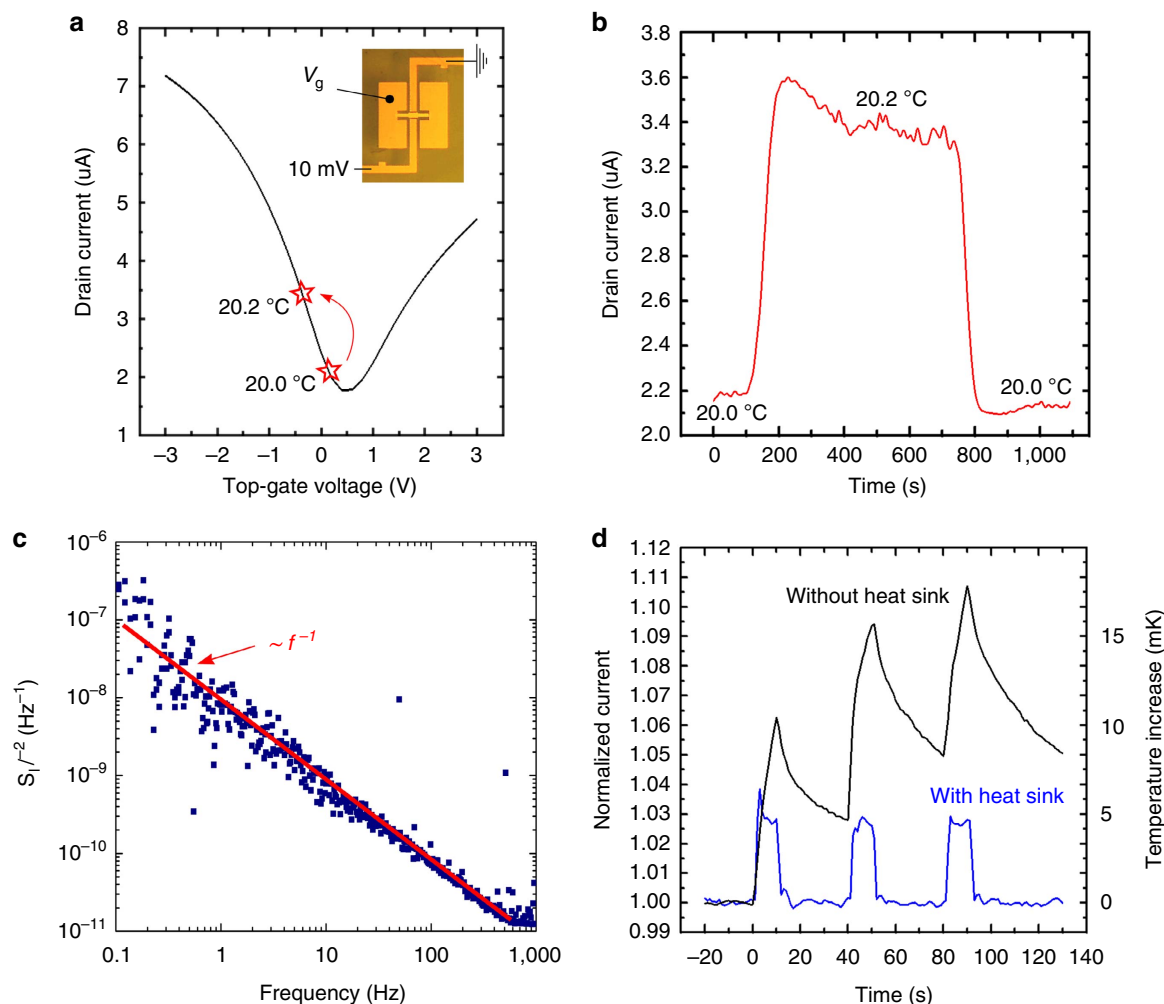 a
8
7
6
5
4
3
2
1
Drain current (uA)
V_g
10 mV
20.2 °C
20.0 °C
–3 –2 –1 0 1 2 3
Top-gate voltage (V)
b
3.8
3.6
3.4
3.2
3.0
2.8
2.6
2.4
2.2
2.0
Drain current (uA)
20.2 °C
20.0 °C
20.0 °C
0 200 400 600 800 1,000
Time (s)
c
10⁻⁶
10⁻⁷
10⁻⁸
10⁻⁹
10⁻¹⁰
10⁻¹¹
S_I/⁻² (Hz⁻¹)
~ f⁻¹
0.1 1 10 100 1,000
Frequency (Hz)
d
1.12
1.11
1.10
1.09
1.08
1.07
1.06
1.05
1.04
1.03
1.02
1.01
1.00
0.99
Normalized current
Without heat sink
With heat sink
15
10
5
0
Temperature increase (mK)
–20 0 20 40 60 80 100 120 140
Time (s)